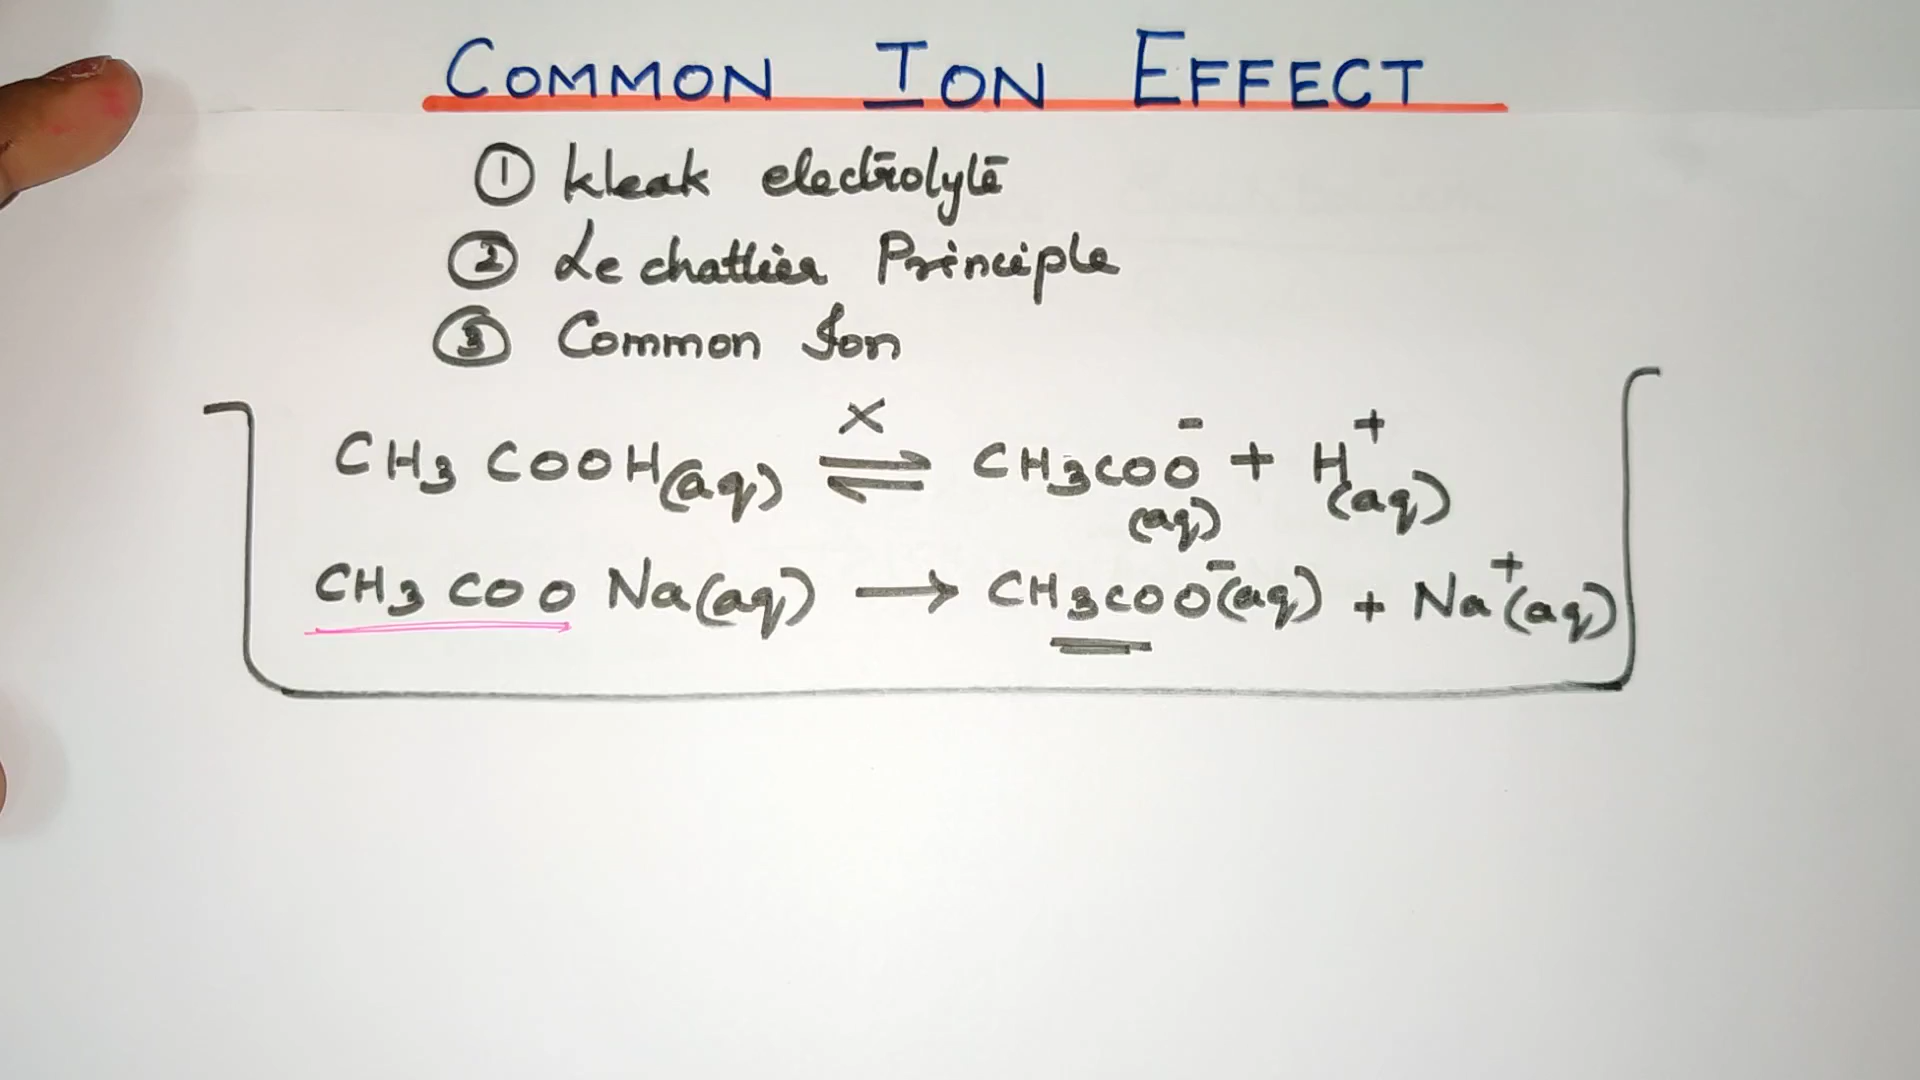 COMMON ION EFFECT
① Weak electrolyte
② Le chatlier Principle
③ Common Ion
X
CH3COOH(aq) ⇌ CH3COO⁻(aq) + H⁺(aq)
CH3COONa(aq) → CH3COO⁻(aq) + Na⁺(aq)